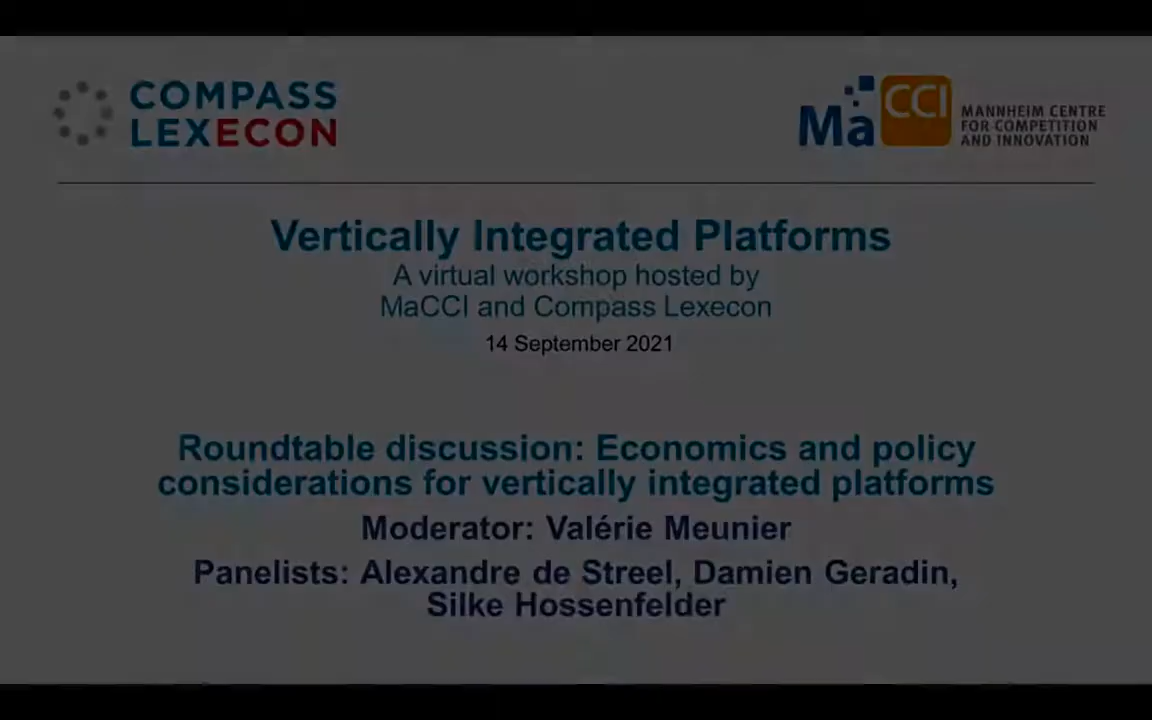 COMPASS
LEXECON
MaCCI
MANNHEIM CENTRE
FOR COMPETITION
AND INNOVATION
Vertically Integrated Platforms
A virtual workshop hosted by
MaCCI and Compass Lexecon
14 September 2021
Roundtable discussion: Economics and policy
considerations for vertically integrated platforms
Moderator: Valérie Meunier
Panelists: Alexandre de Streel, Damien Geradin,
Silke Hossenfelder